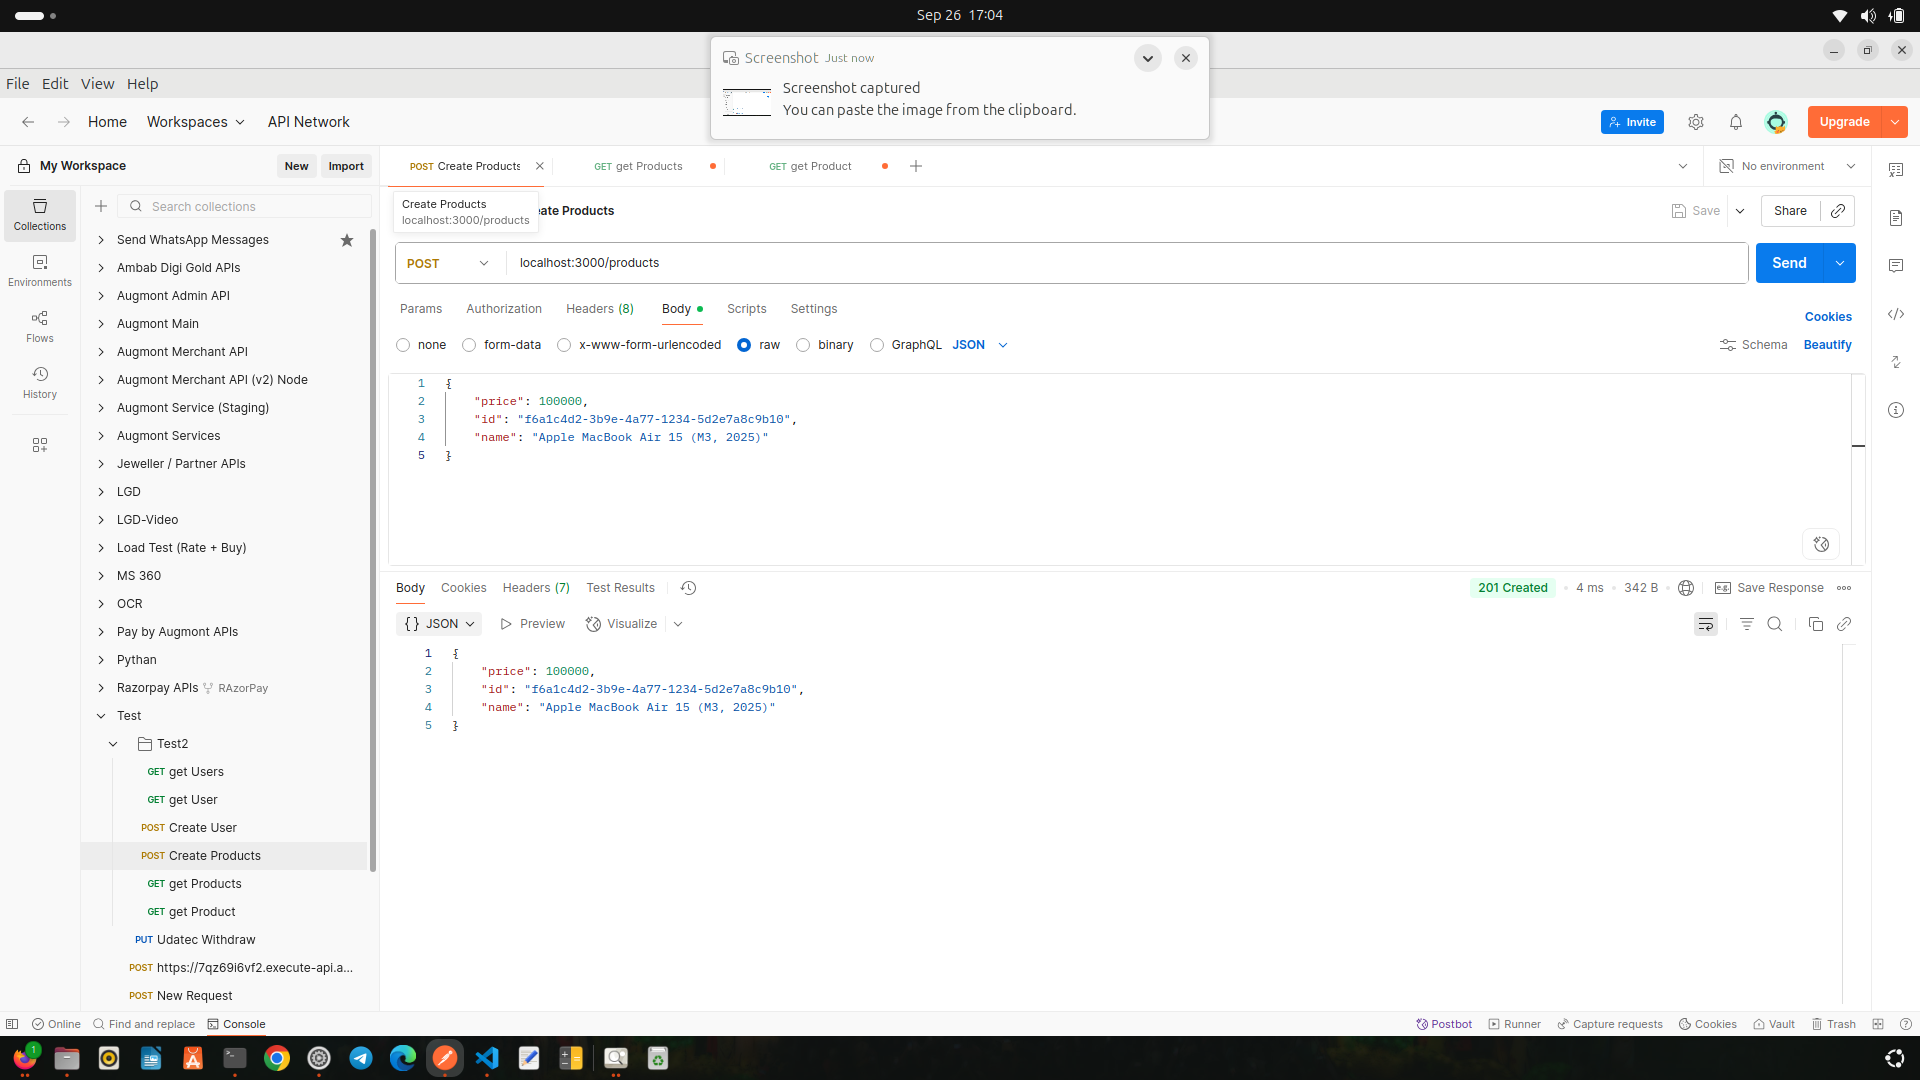 Sep 26 17:04
Screenshot Just now
Screenshot captured
You can paste the image from the clipboard.
File Edit View Help
Home Workspaces API Network
Invite Upgrade
My Workspace New Import
POST Create Products GET get Products GET get Product
No environment
Search collections
Create Products
localhost:3000/products
eate Products
Save Share
Collections
Environments
Flows
History
Send WhatsApp Messages
Ambab Digi Gold APIs
Augmont Admin API
Augmont Main
Augmont Merchant API
Augmont Merchant API (v2) Node
Augmont Service (Staging)
Augmont Services
Jeweller / Partner APIs
LGD
LGD-Video
Load Test (Rate + Buy)
MS 360
OCR
Pay by Augmont APIs
Pythan
Razorpay APIs RAzorPay
Test
Test2
GET get Users
GET get User
POST Create User
POST Create Products
GET get Products
GET get Product
PUT Udatec Withdraw
POST https://7qz69i6vf2.execute-api.a...
POST New Request
POST localhost:3000/products Send
Params Authorization Headers (8) Body Scripts Settings
Cookies
none form-data x-www-form-urlencoded raw binary GraphQL JSON
Schema Beautify
1 {
2 "price": 100000,
3 "id": "f6a1c4d2-3b9e-4a77-1234-5d2e7a8c9b10",
4 "name": "Apple MacBook Air 15 (M3, 2025)"
5 }
Body Cookies Headers (7) Test Results
201 Created 4 ms 342 B e.g. Save Response
{ } JSON Preview Visualize
1 {
2 "price": 100000,
3 "id": "f6a1c4d2-3b9e-4a77-1234-5d2e7a8c9b10",
4 "name": "Apple MacBook Air 15 (M3, 2025)"
5 }
Online Find and replace Console
Postbot Runner Capture requests Cookies Vault Trash
1